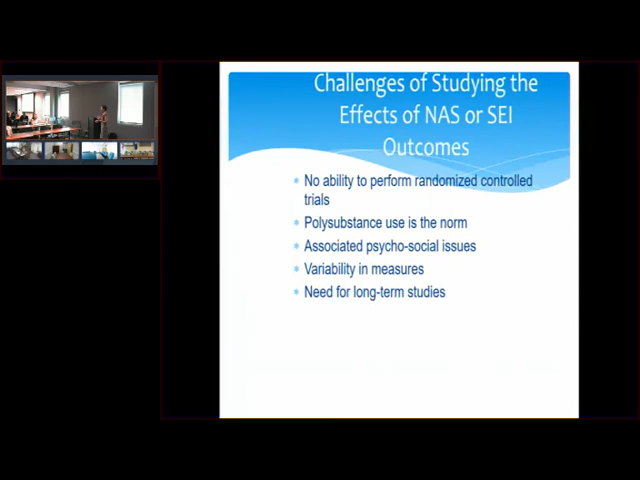 Challenges of Studying the
Effects of NAS or SEI
Outcomes
No ability to perform randomized controlled
trials
Polysubstance use is the norm
Associated psycho-social issues
Variability in measures
Need for long-term studies